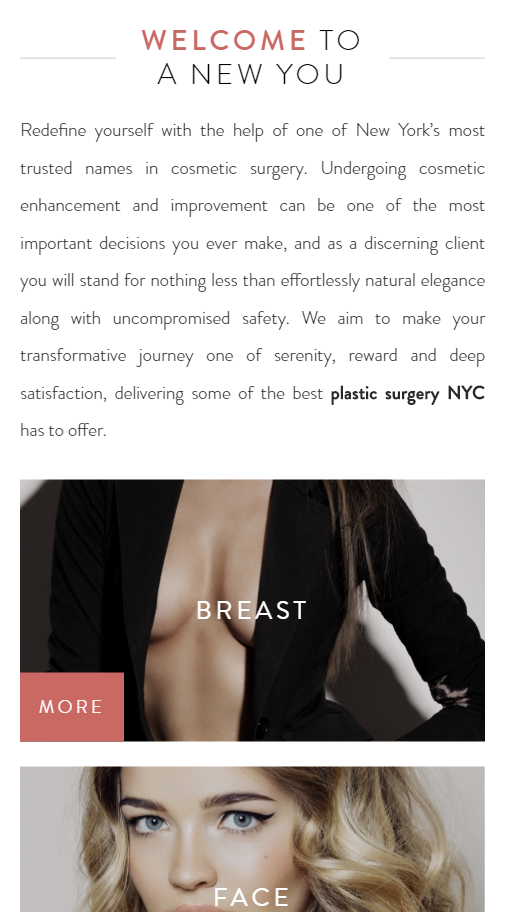 WELCOME TO
A NEW YOU
Redefine yourself with the help of one of New York's most
trusted names in cosmetic surgery. Undergoing cosmetic
enhancement and improvement can be one of the most
important decisions you ever make, and as a discerning client
you will stand for nothing less than effortlessly natural elegance
along with uncompromised safety. We aim to make your
transformative journey one of serenity, reward and deep
satisfaction, delivering some of the best plastic surgery NYC
has to offer.
BREAST
MORE
FACE